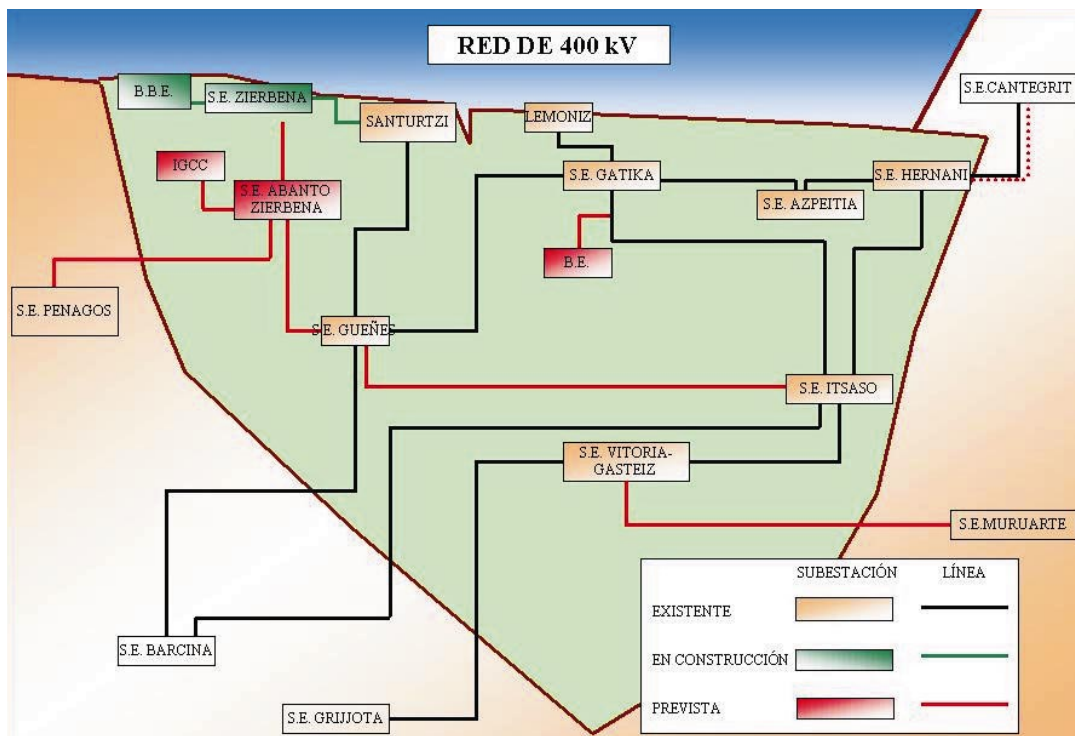 RED DE 400 kV
B.B.E.
S.E. ZIERBENA
SANTURTZI
LEMONIZ
S.E.CANTEGRIT
IGCC
S.E. ABANTO
ZIERBENA
S.E. GATIKA
S.E. HERNANI
S.E. AZPEITIA
B.E.
S.E. PENAGOS
S.E. GUEÑES
S.E. ITSASO
S.E. VITORIA-
GASTEIZ
S.E.MURUARTE
S.E. BARCINA
S.E. GRIJJOTA
SUBESTACIÓN LÍNEA
EXISTENTE
EN CONSTRUCCIÓN
PREVISTA